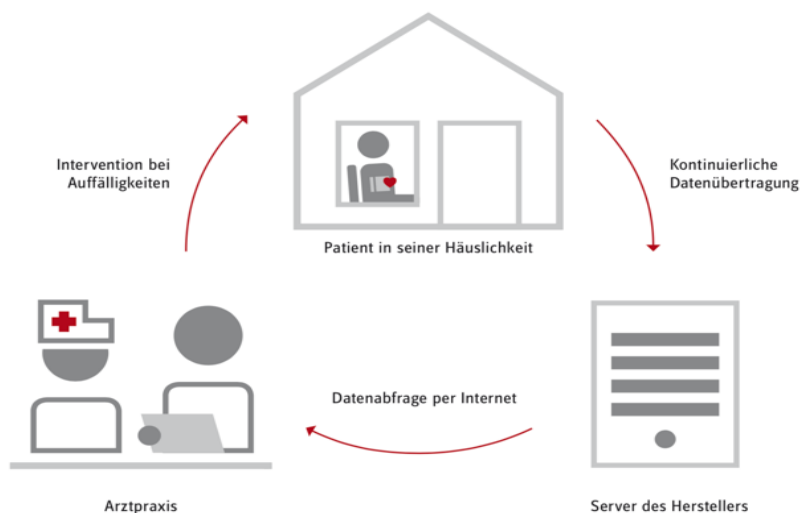 Intervention bei
Auffälligkeiten
Kontinuierliche
Datenübertragung
Patient in seiner Häuslichkeit
Datenabfrage per Internet
Arztpraxis
Server des Herstellers